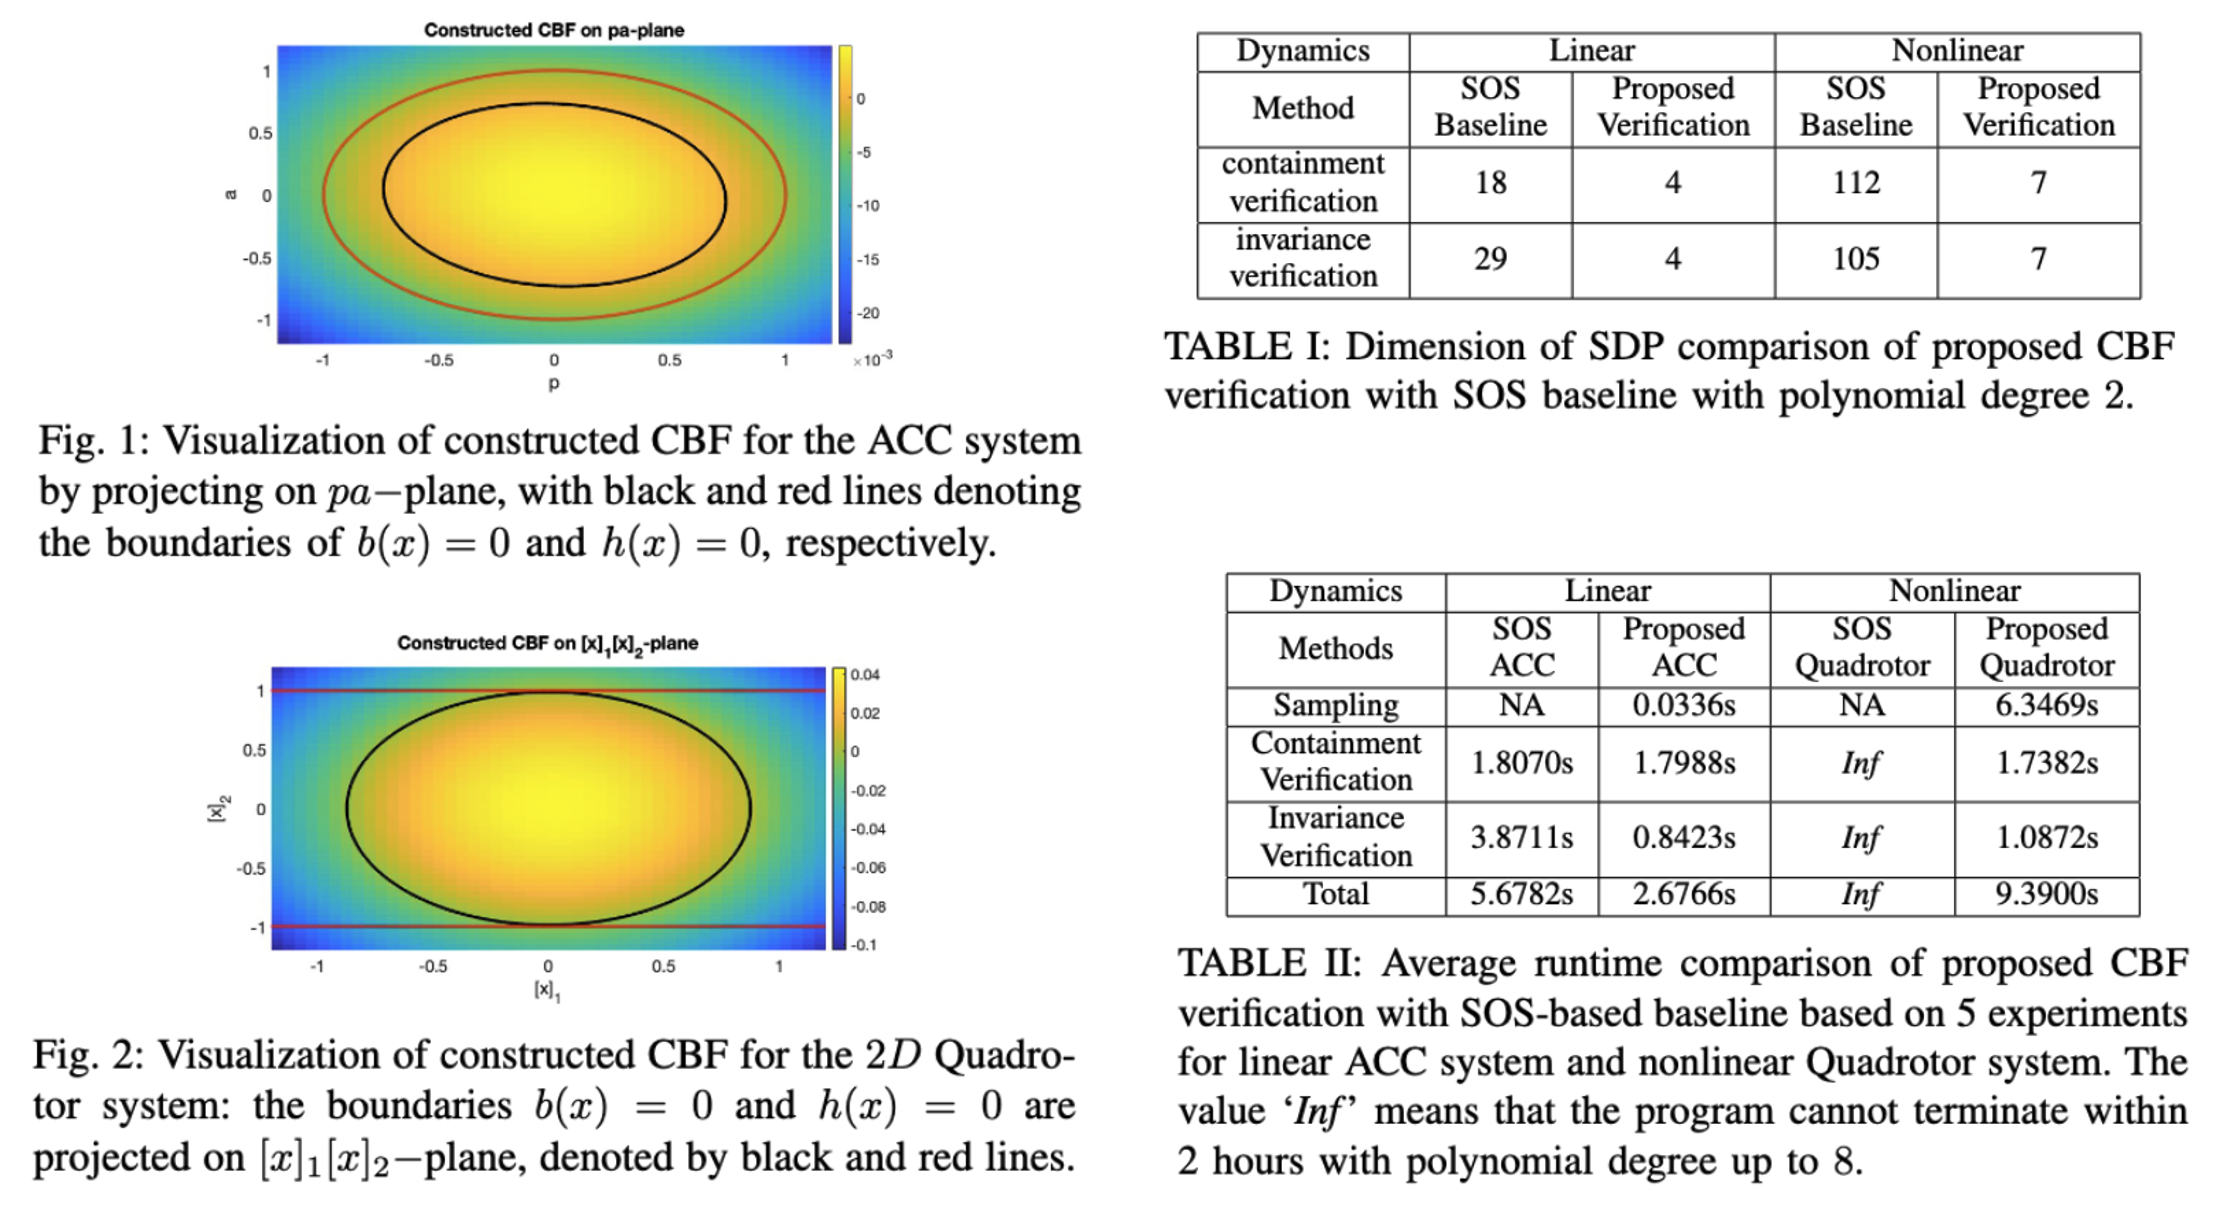 Constructed CBF on pa-plane
1
0.5
0
-0.5
-1
a
-1 -0.5 0 0.5 1
p
0
-5
-10
-15
-20
×10-3
Fig. 1: Visualization of constructed CBF for the ACC system
by projecting on pa−plane, with black and red lines denoting
the boundaries of b(x) = 0 and h(x) = 0, respectively.
Constructed CBF on [x]1[x]2-plane
1
0.5
0
-0.5
-1
[x]2
-1 -0.5 0 0.5 1
[x]1
0.04
0.02
0
-0.02
-0.04
-0.06
-0.08
-0.1
Fig. 2: Visualization of constructed CBF for the 2D Quadro-
tor system: the boundaries b(x) = 0 and h(x) = 0 are
projected on [x]1[x]2−plane, denoted by black and red lines.
Dynamics Linear Nonlinear
Method SOS Baseline Proposed Verification SOS Baseline Proposed Verification
containment verification 18 4 112 7
invariance verification 29 4 105 7
TABLE I: Dimension of SDP comparison of proposed CBF
verification with SOS baseline with polynomial degree 2.
Dynamics Linear Nonlinear
Methods SOS ACC Proposed ACC SOS Quadrotor Proposed Quadrotor
Sampling NA 0.0336s NA 6.3469s
Containment Verification 1.8070s 1.7988s Inf 1.7382s
Invariance Verification 3.8711s 0.8423s Inf 1.0872s
Total 5.6782s 2.6766s Inf 9.3900s
TABLE II: Average runtime comparison of proposed CBF
verification with SOS-based baseline based on 5 experiments
for linear ACC system and nonlinear Quadrotor system. The
value ‘Inf’ means that the program cannot terminate within
2 hours with polynomial degree up to 8.